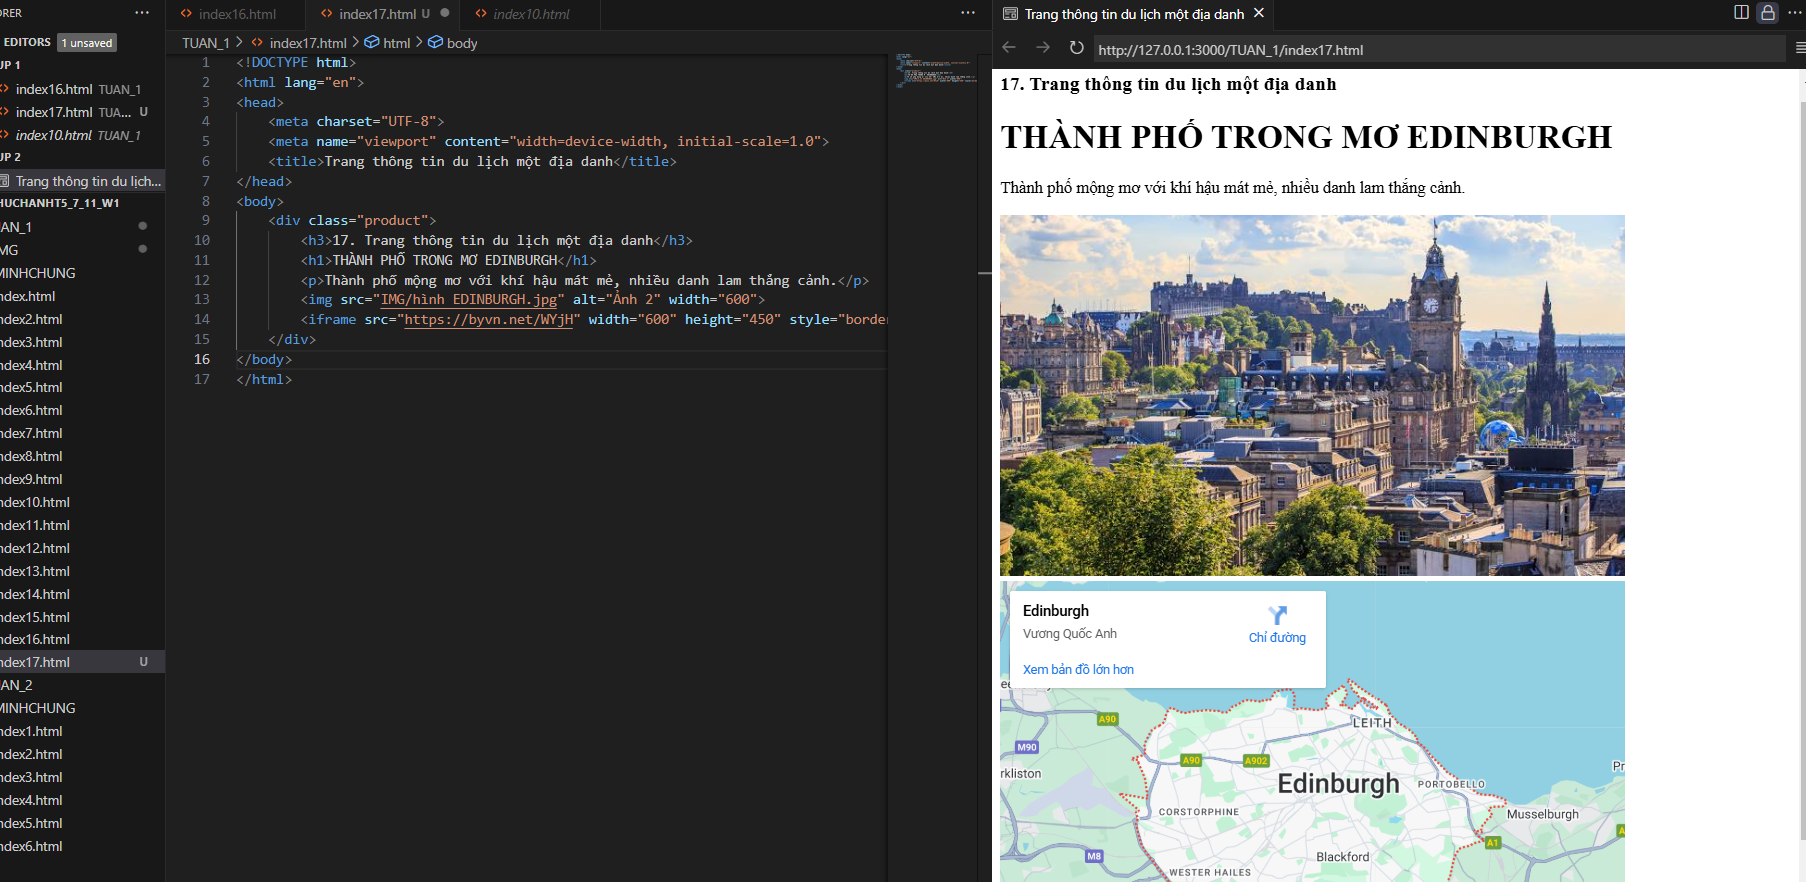 ORER
EDITORS 1 unsaved
UP 1
index16.html TUAN_1
index17.html TUA... U
index10.html TUAN_1
UP 2
Trang thông tin du lịch...
HUCHANHT5_7_11_W1
AN_1
MG
MINHCHUNG
ndex.html
ndex2.html
ndex3.html
ndex4.html
ndex5.html
ndex6.html
ndex7.html
ndex8.html
ndex9.html
ndex10.html
ndex11.html
ndex12.html
ndex13.html
ndex14.html
ndex15.html
ndex16.html
ndex17.html U
AN_2
MINHCHUNG
ndex1.html
ndex2.html
ndex3.html
ndex4.html
ndex5.html
ndex6.html
index16.html index17.html U index10.html
TUAN_1 > index17.html > html > body
1 <!DOCTYPE html>
2 <html lang="en">
3 <head>
4 <meta charset="UTF-8">
5 <meta name="viewport" content="width=device-width, initial-scale=1.0">
6 <title>Trang thông tin du lịch một địa danh</title>
7 </head>
8 <body>
9 <div class="product">
10 <h3>17. Trang thông tin du lịch một địa danh</h3>
11 <h1>THÀNH PHỐ TRONG MƠ EDINBURGH</h1>
12 <p>Thành phố mộng mơ với khí hậu mát mẻ, nhiều danh lam thắng cảnh.</p>
13 <img src="IMG/hình EDINBURGH.jpg" alt="Ảnh 2" width="600">
14 <iframe src="https://byvn.net/WYjH" width="600" height="450" style="border
15 </div>
16 </body>
17 </html>
Trang thông tin du lịch một địa danh
http://127.0.0.1:3000/TUAN_1/index17.html
17. Trang thông tin du lịch một địa danh
THÀNH PHỐ TRONG MƠ EDINBURGH
Thành phố mộng mơ với khí hậu mát mẻ, nhiều danh lam thắng cảnh.
Edinburgh
Vương Quốc Anh
Chỉ đường
Xem bản đồ lớn hơn
A90
LEITH
M90
A90
A902
rkliston
Edinburgh
PORTOBELLO
Pr
CORSTORPHINE
Musselburgh
A1
M8
Blackford
WESTER HAILES